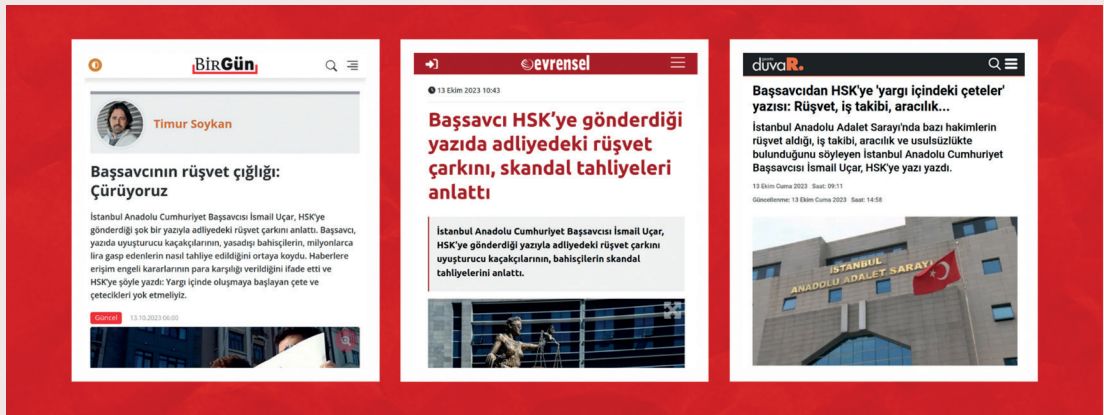 BİRGün
Timur Soykan
Başsavcının rüşvet çığlığı:
Çürüyoruz
İstanbul Anadolu Cumhuriyet Başsavcısı İsmail Uçar, HSK'ye
gönderdiği şok bir yazıyla adliyedeki rüşvet çarkını anlattı. Başsavcı,
yazıda uyuşturucu kaçakçılarının, yasadışı bahisçilerin, milyonlarca
lira gasp edenlerin nasıl tahliye edildiğini ortaya koydu. Haberlere
erişim engeli kararlarının para karşılığı verildiğini ifade etti ve
HSK'ye şöyle yazdı: Yargı içinde oluşmaya başlayan çete ve
çetecikleri yok etmeliyiz.
Güncel 13.10.2023 06:03
evrensel
13 Ekim 2023 10:43
Başsavcı HSK'ye gönderdiği
yazıda adliyedeki rüşvet
çarkını, skandal tahliyeleri
anlattı
İstanbul Anadolu Cumhuriyet Başsavcısı İsmail Uçar,
HSK'ye gönderdiği yazıyla adliyedeki rüşvet çarkını
uyuşturucu kaçakçılarının, bahisçilerin skandal
tahliyelerini anlattı.
duvaR.
Başsavcıdan HSK'ye 'yargı içindeki çeteler'
yazısı: Rüşvet, iş takibi, aracılık...
İstanbul Anadolu Adalet Sarayı'nda bazı hakimlerin
rüşvet aldığı, iş takibi, aracılık ve usulsüzlükte
bulunduğunu söyleyen İstanbul Anadolu Cumhuriyet
Başsavcısı İsmail Uçar, HSK'ye yazı yazdı.
13 Ekim Cuma 2023 Saat: 09:11
Güncellenme: 13 Ekim Cuma 2023 Saat: 14:58
İSTANBUL
ANADOLU ADALET SARAYI